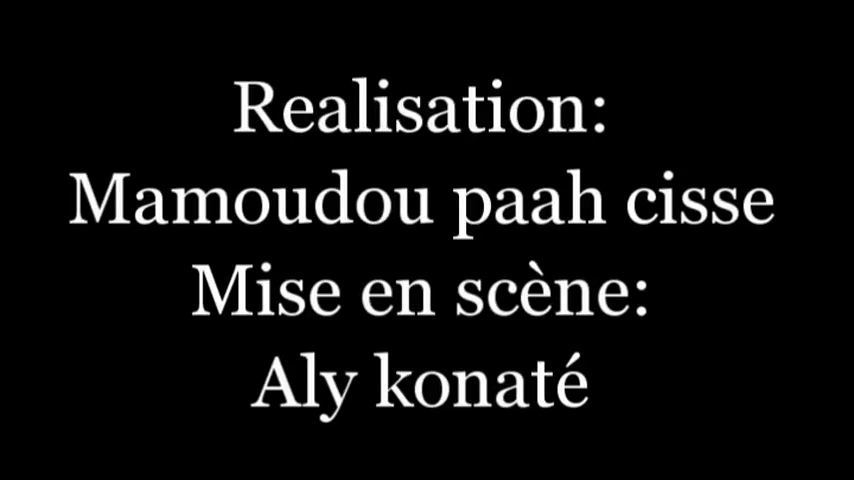 Realisation:
Mamoudou paah cisse
Mise en scène:
Aly konaté